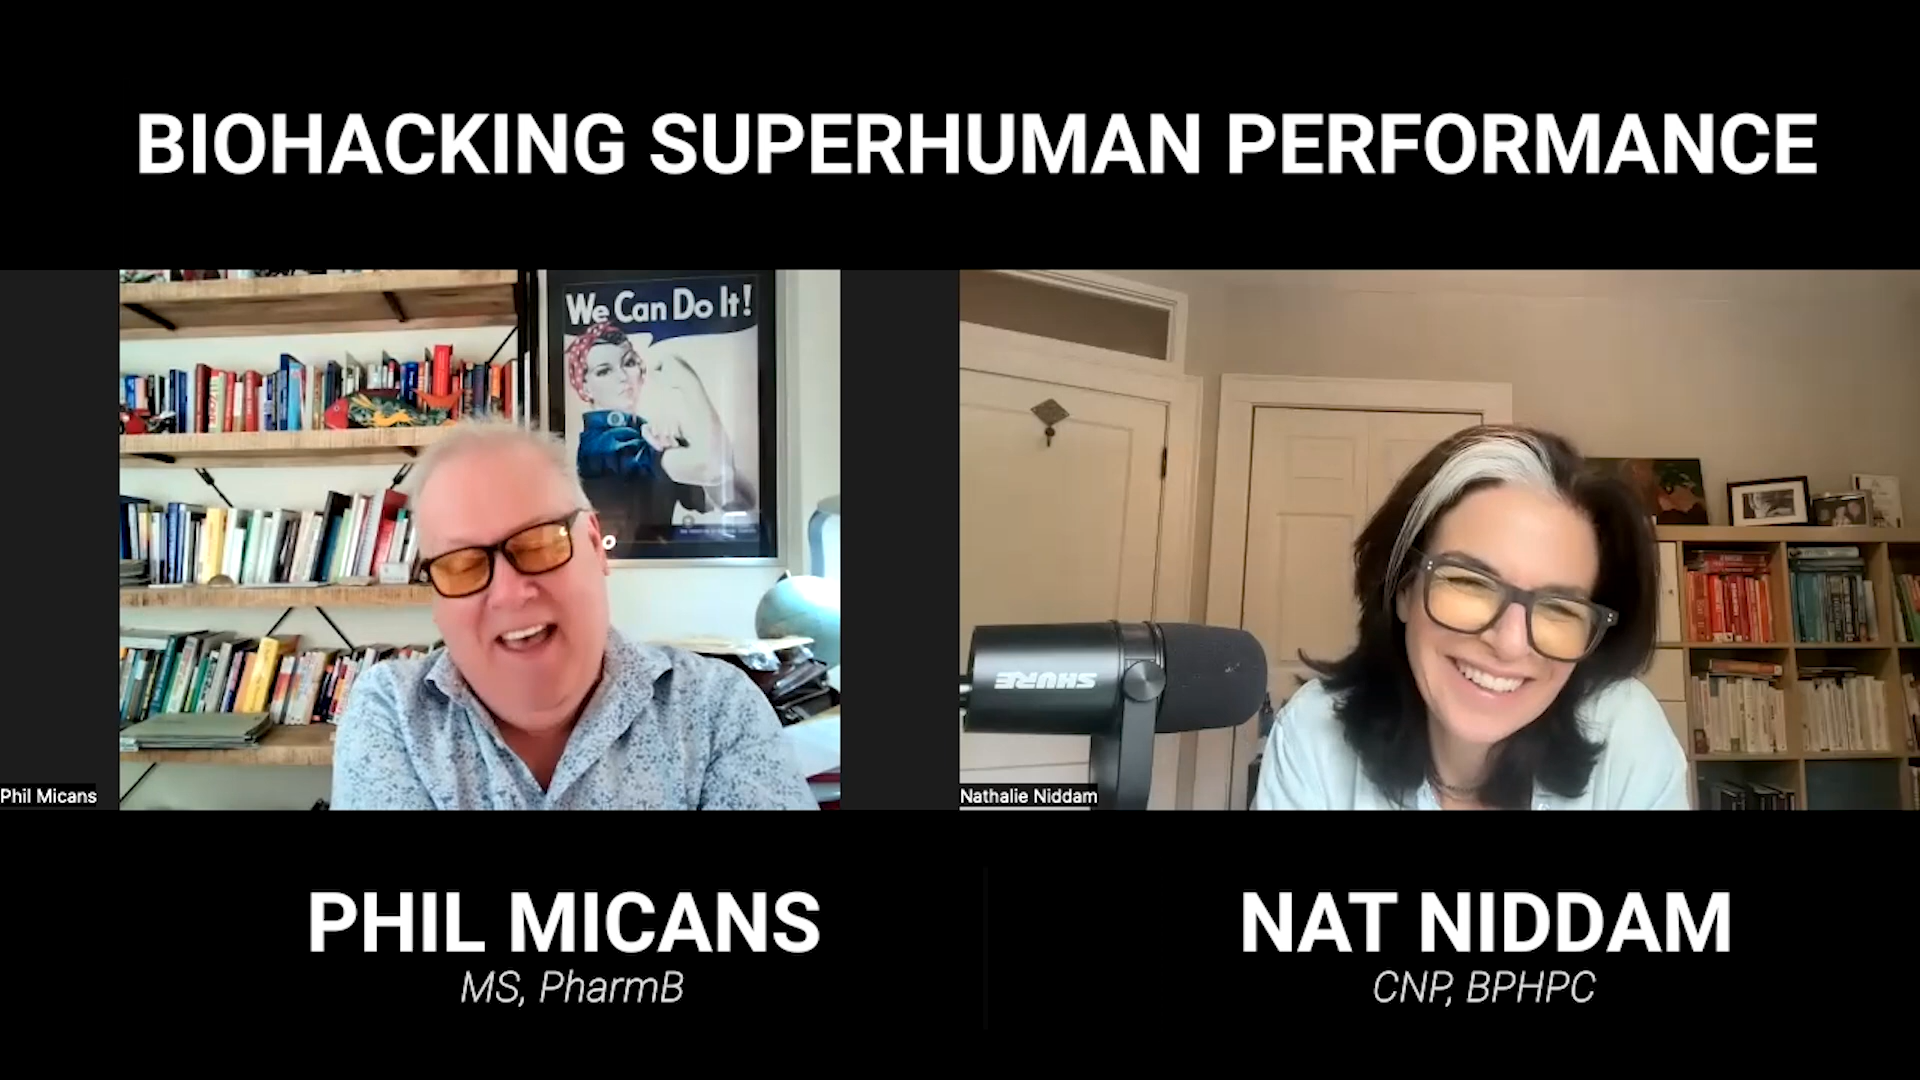 BIOHACKING SUPERHUMAN PERFORMANCE
We Can Do It!
SHURE
Phil Micans
Nathalie Niddam
PHIL MICANS
MS, PharmB
NAT NIDDAM
CNP, BPHPC